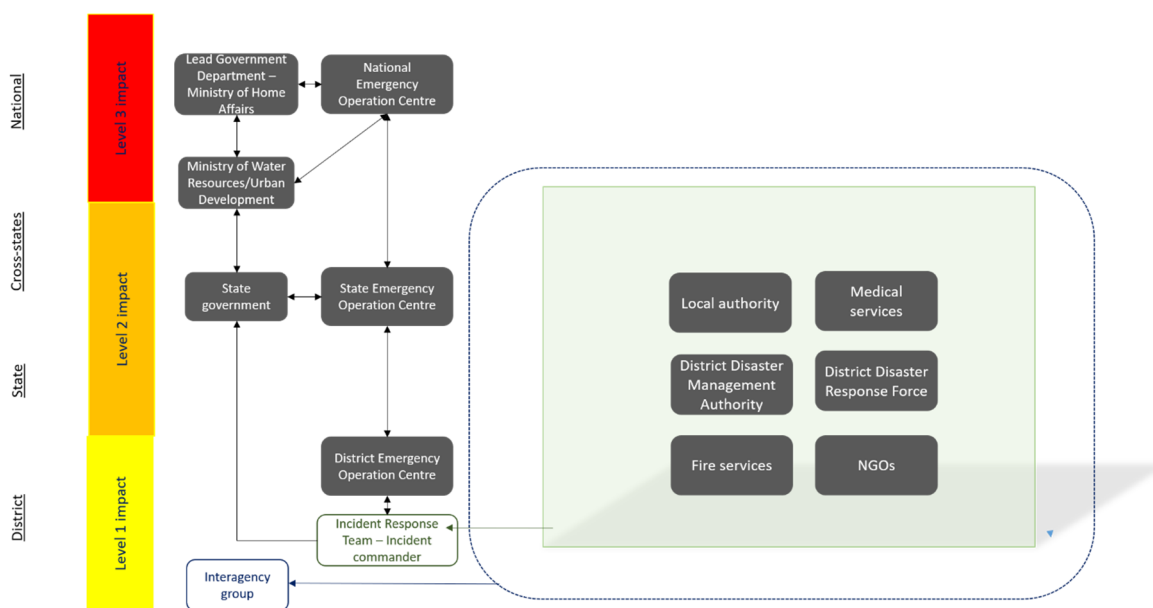 National
Cross-states
State
District
Level 3 impact
Level 2 impact
Level 1 impact
Lead Government
Department –
Ministry of Home
Affairs
National
Emergency
Operation Centre
Ministry of Water
Resources/Urban
Development
State
government
State Emergency
Operation Centre
District Emergency
Operation Centre
Incident Response
Team – Incident
commander
Interagency
group
Local authority
Medical
services
District Disaster
Management
Authority
District Disaster
Response Force
Fire services
NGOs